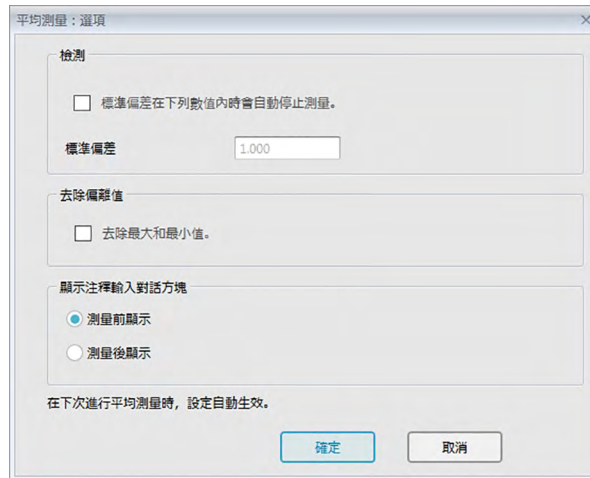 平均測量：選項
檢測
標準偏差在下列數值內時會自動停止測量。
標準偏差 1.000
去除偏離值
去除最大和最小值。
顯示注釋輸入對話方塊
測量前顯示
測量後顯示
在下次進行平均測量時，設定自動生效。
確定 取消